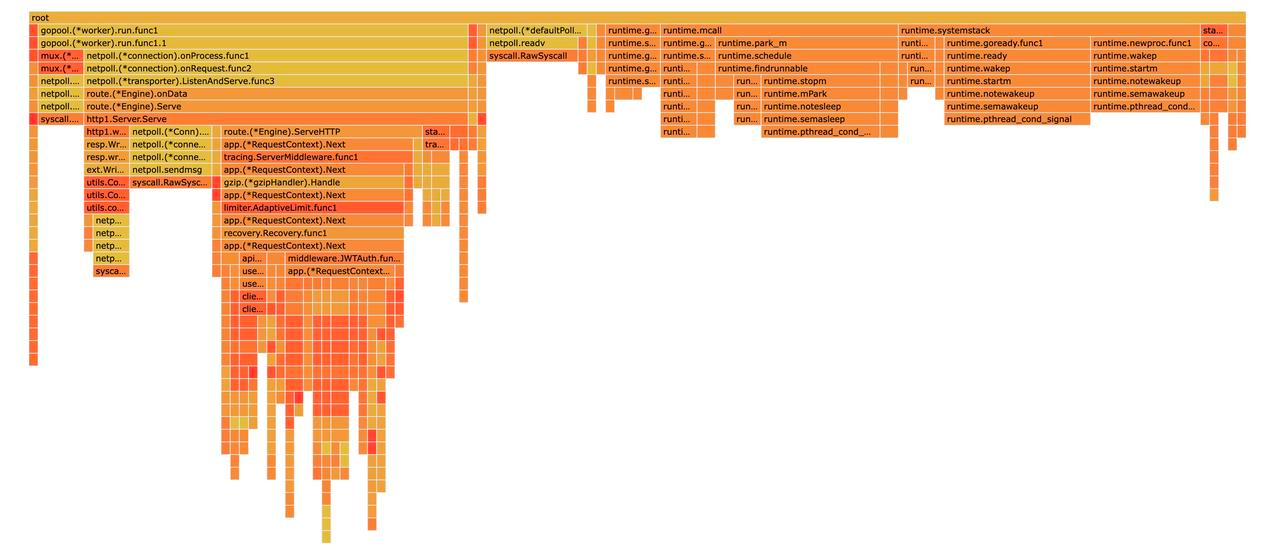 root
gopool.(*worker).run.func1 netpoll.(*defaultPoll... runtime.g... runtime.mcall runtime.systemstack sta...
gopool.(*worker).run.func1.1 netpoll.readv runtime.s... runtime.g... runtime.park_m runti... runtime.goready.func1 runtime.newproc.func1 co...
mux.(*... netpoll.(*connection).onProcess.func1 syscall.RawSyscall runtime.g... runtime.s... runtime.schedule runti... runtime.ready runtime.wakep
mux.(*... netpoll.(*connection).onRequest.func2 runtime.g... runti... runtime.findrunnable run... runtime.wakep runtime.startm
netpoll.... netpoll.(*transporter).ListenAndServe.func3 runtime.s... runti... run... runtime.stopm run... runtime.startm runtime.notewakeup
netpoll.... route.(*Engine).onData runti... run... runtime.mPark runtime.notewakeup runtime.semawakeup
netpoll.... route.(*Engine).Serve runti... run... runtime.notesleep runtime.semawakeup runtime.pthread_cond...
syscall.... http1.Server.Serve runti... run... runtime.semasleep runtime.pthread_cond_signal
http1.w... netpoll.(*Conn).... route.(*Engine).ServeHTTP sta... runti... runtime.pthread_cond_...
resp.Wr... netpoll.(*conne... app.(*RequestContext).Next tra...
resp.wr... netpoll.(*conne... tracing.ServerMiddleware.func1
ext.Wri... netpoll.sendmsg app.(*RequestContext).Next
utils.Co... syscall.RawSysc... gzip.(*gzipHandler).Handle
utils.Co... app.(*RequestContext).Next
utils.co... limiter.AdaptiveLimit.func1
netp... app.(*RequestContext).Next
netp... recovery.Recovery.func1
netp... app.(*RequestContext).Next
netp... api... middleware.JWTAuth.fun...
sysca... use... app.(*RequestContext...
use...
clie...
clie...